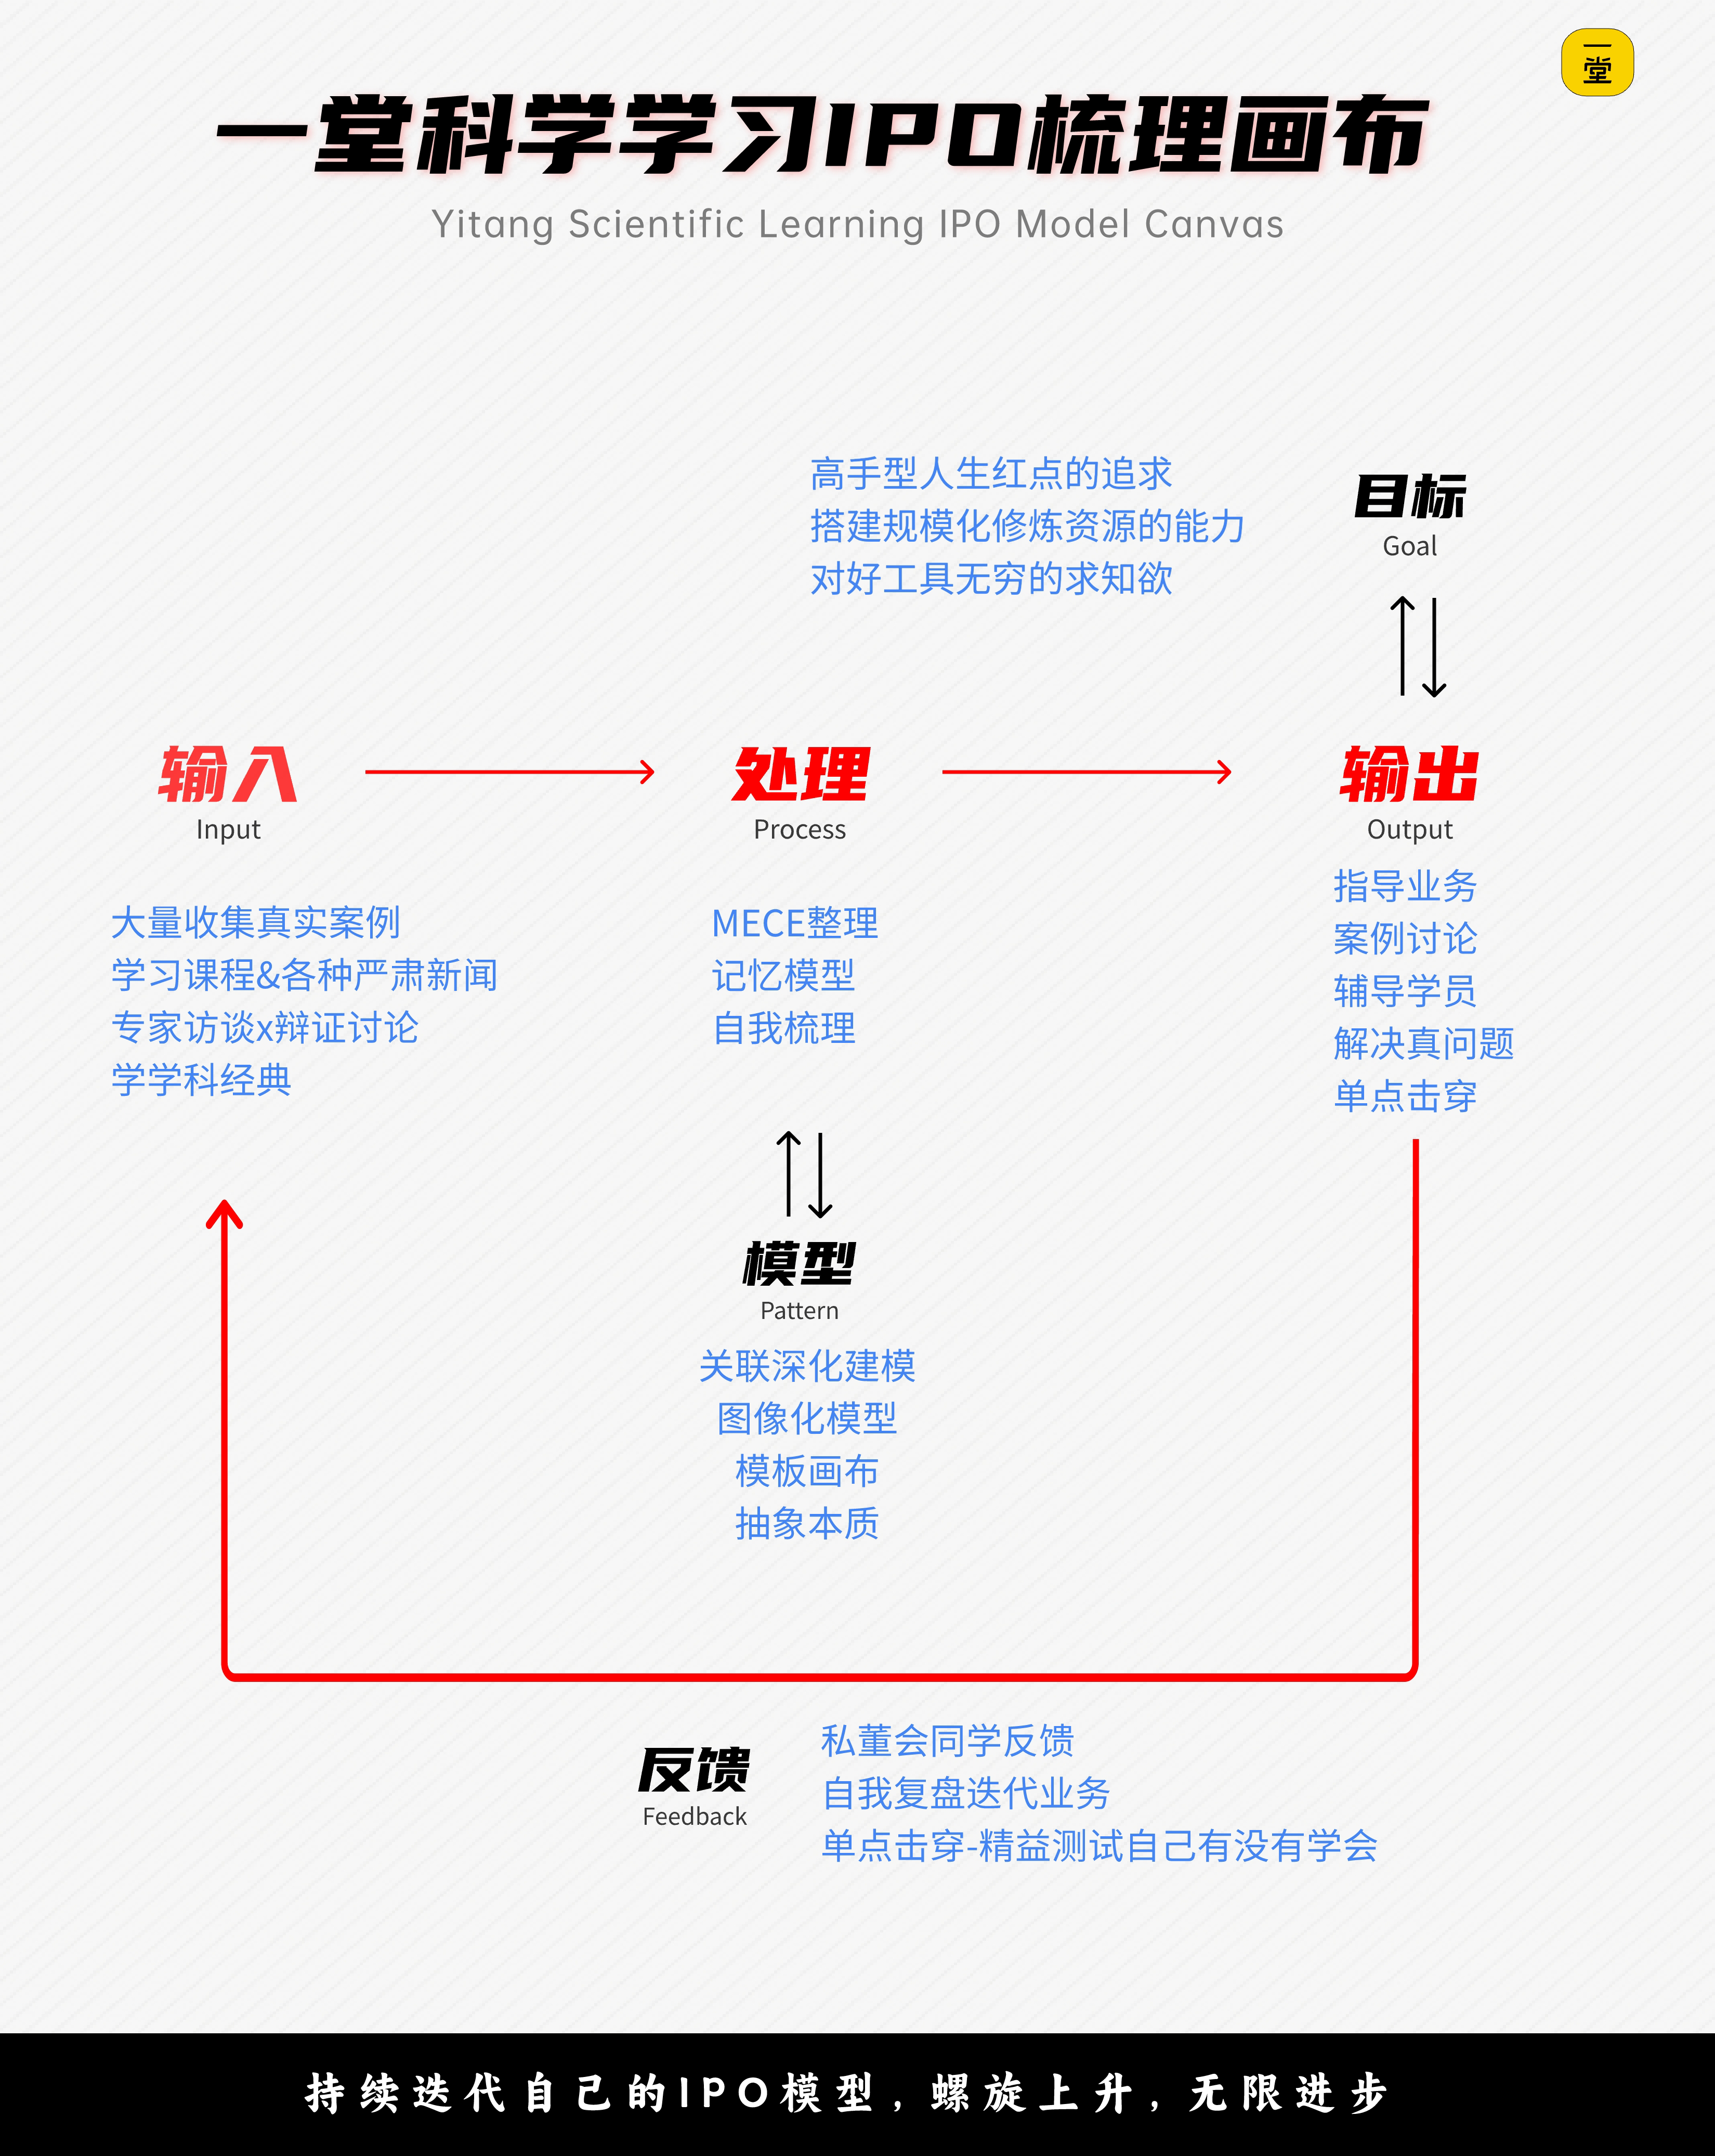 一堂
一堂科学学习IPO梳理画布
Yitang Scientific Learning IPO Model Canvas
高手型人生红点的追求
搭建规模化修炼资源的能力
对好工具无穷的求知欲
目标
Goal
输入
Input
处理
Process
输出
Output
大量收集真实案例
学习课程&各种严肃新闻
专家访谈x辩证讨论
学学科经典
MECE整理
记忆模型
自我梳理
指导业务
案例讨论
辅导学员
解决真问题
单点击穿
模型
Pattern
关联深化建模
图像化模型
模板画布
抽象本质
反馈
Feedback
私董会同学反馈
自我复盘迭代业务
单点击穿-精益测试自己有没有学会
持续迭代自己的IPO模型，螺旋上升，无限进步